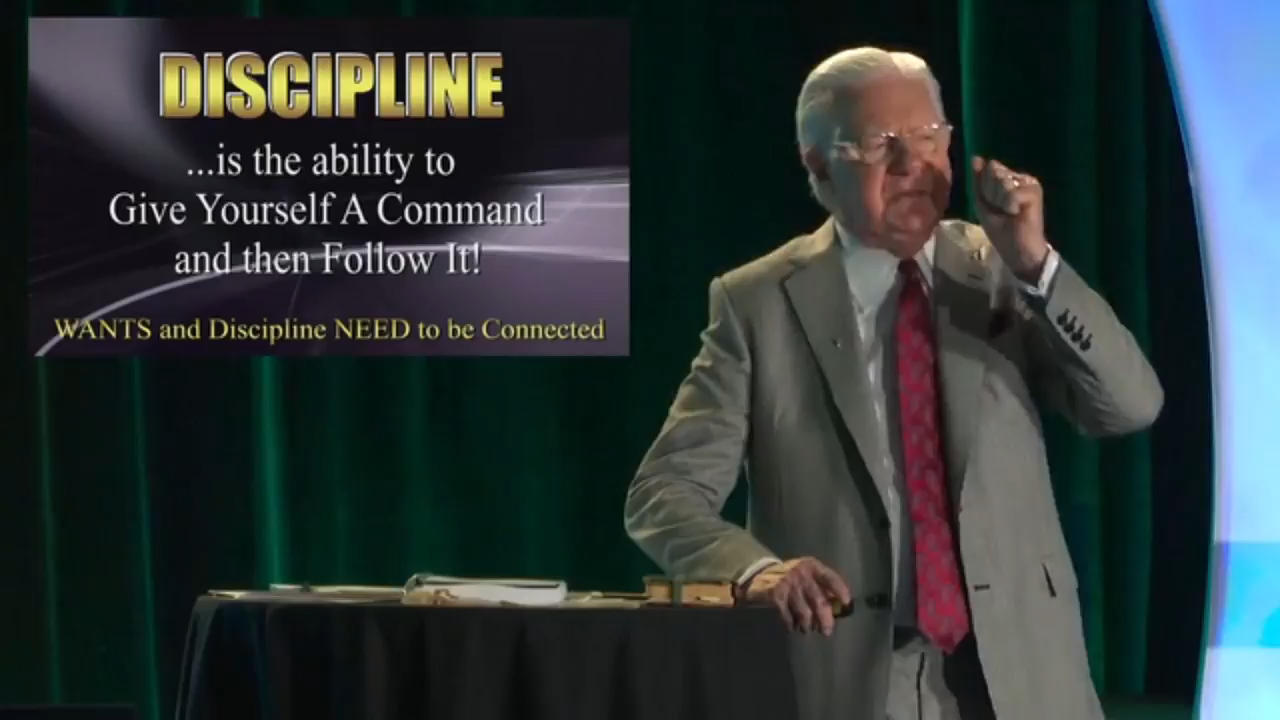 DISCIPLINE
...is the ability to
Give Yourself A Command
and then Follow It!
WANTS and Discipline NEED to be Connected